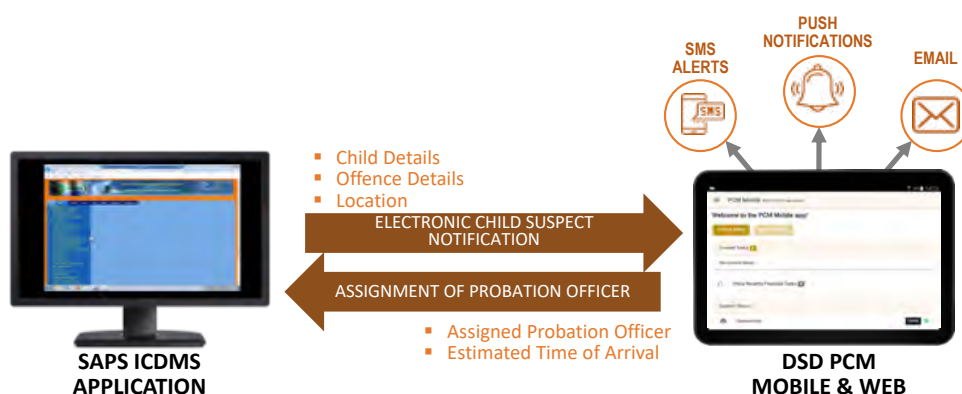 PUSH
NOTIFICATIONS
SMS
ALERTS
EMAIL
SMS
▪ Child Details
▪ Offence Details
▪ Location
ELECTRONIC CHILD SUSPECT
NOTIFICATION
ASSIGNMENT OF PROBATION OFFICER
▪ Assigned Probation Officer
▪ Estimated Time of Arrival
PCM Mobile
Welcome to the PCM Mobile app!
SAPS ICDMS
APPLICATION
DSD PCM
MOBILE & WEB